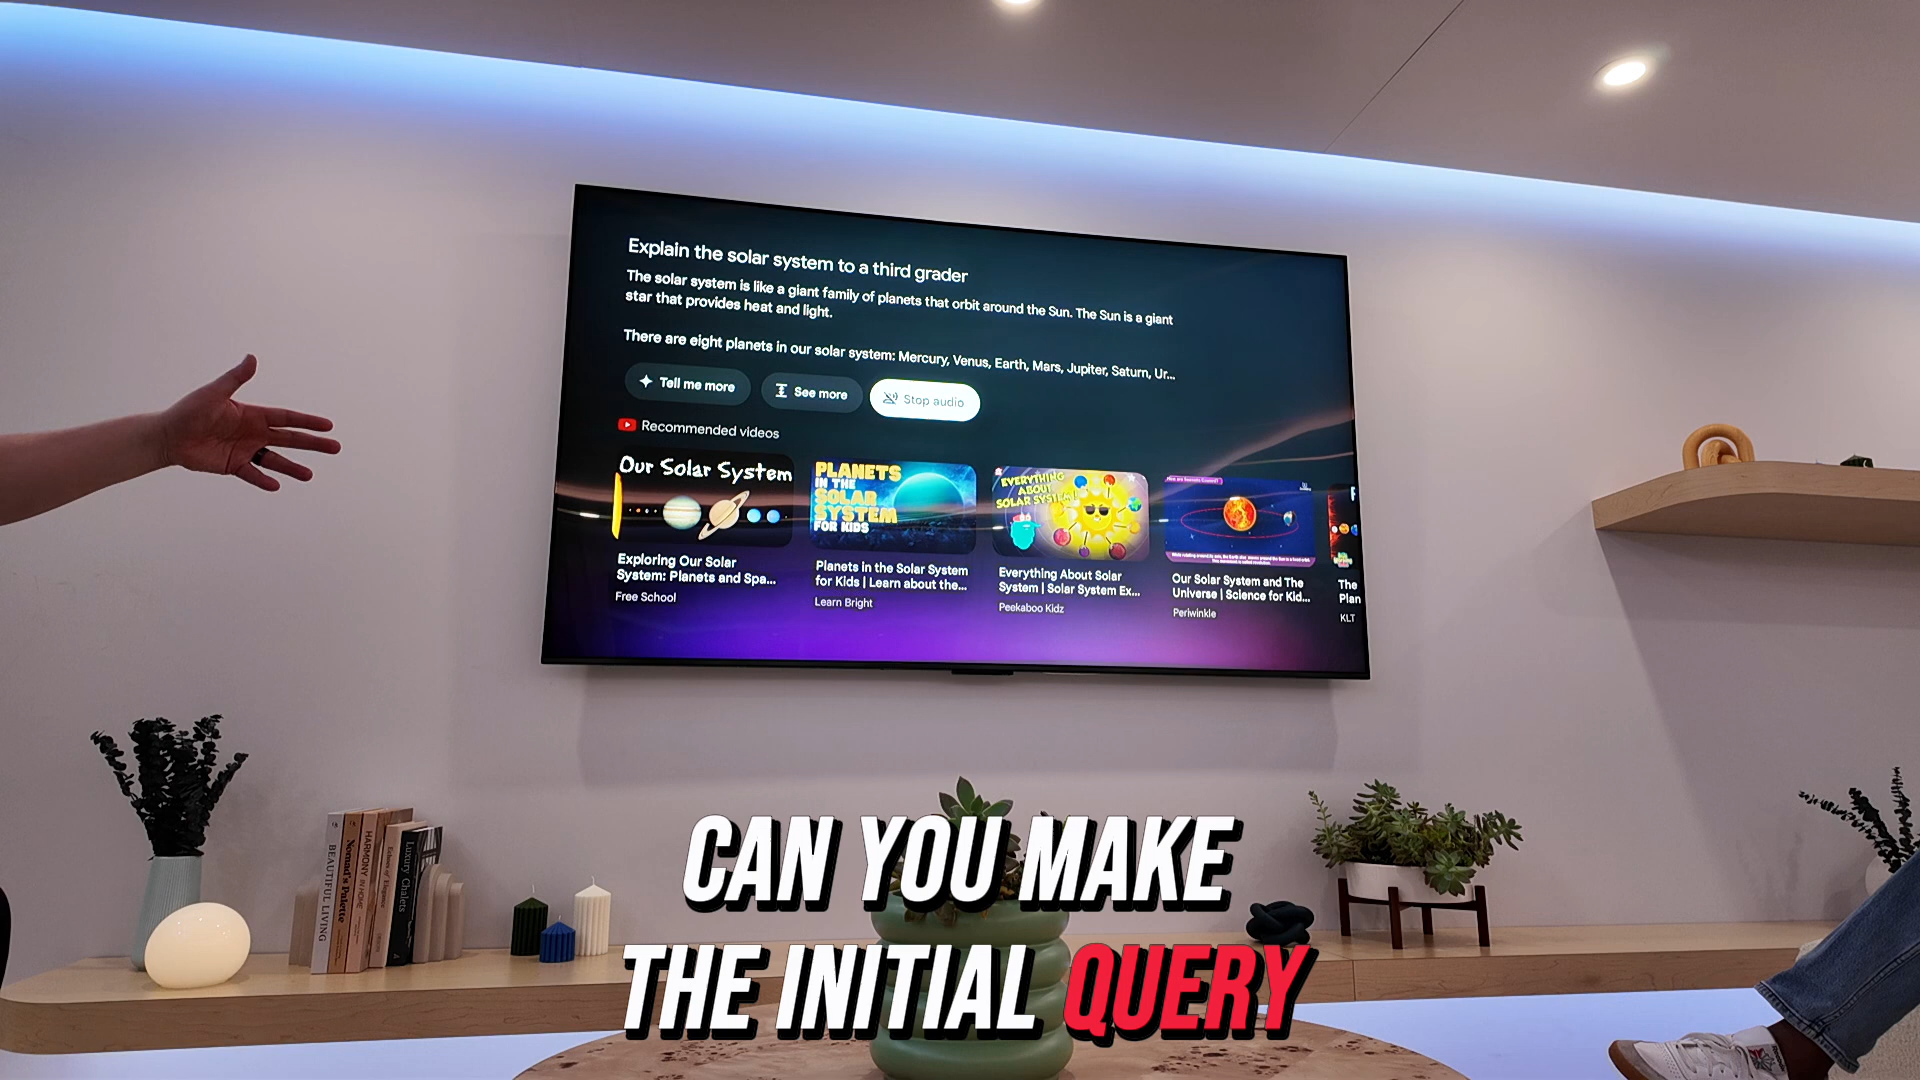 Explain the solar system to a third grader
The solar system is like a giant family of planets that orbit around the Sun. The Sun is a giant
star that provides heat and light.
There are eight planets in our solar system: Mercury, Venus, Earth, Mars, Jupiter, Saturn, Ur...
Tell me more
See more
Stop audio
Recommended videos
Our Solar System
PLANETS
IN THE
SOLAR
SYSTEM
FOR KIDS
EVERYTHING
ABOUT
SOLAR SYSTEM
Exploring Our Solar
System: Planets and Spa...
Free School
Planets in the Solar System
for Kids | Learn about the...
Learn Bright
Everything About Solar
System | Solar System Ex...
Peekaboo Kidz
Our Solar System and The
Universe | Science for Kid...
Periwinkle
The
Plan
KLT
BEAUTIFUL LIVING
Nomad's Palette
HARMONY IN HOME
Luxury Chalets
CAN YOU MAKE
THE INITIAL QUERY